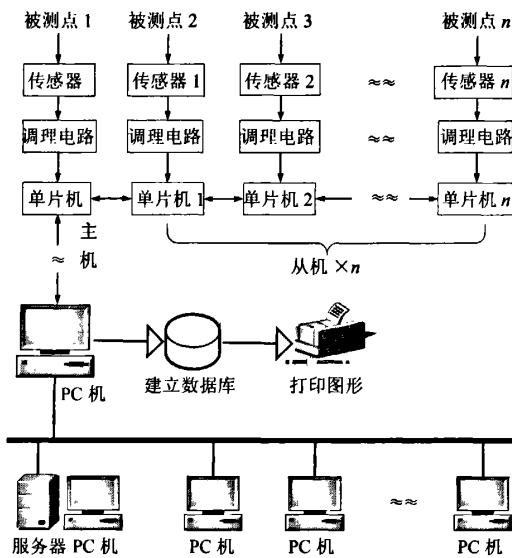 被测点 1 被测点 2 被测点 3 被测点 n
传感器 传感器 1 传感器 2 ≈≈ 传感器 n
调理电路 调理电路 调理电路 ≈≈ 调理电路
单片机 单片机 1 单片机 2 ≈≈ 单片机 n
主
≈ 机
从机 ×n
PC 机 建立数据库 打印图形
≈≈
服务器 PC 机 PC 机 PC 机 PC 机